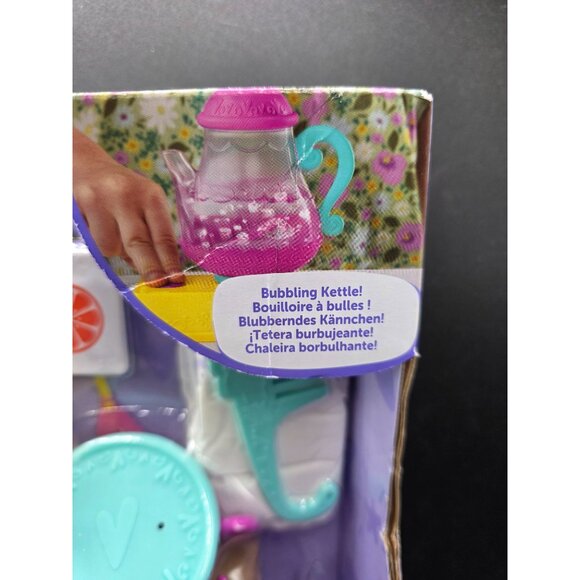 Bubbling Kettle!
Bouilloire à bulles !
Blubberndes Kännchen!
¡Tetera burbujeante!
Chaleira borbulhante!